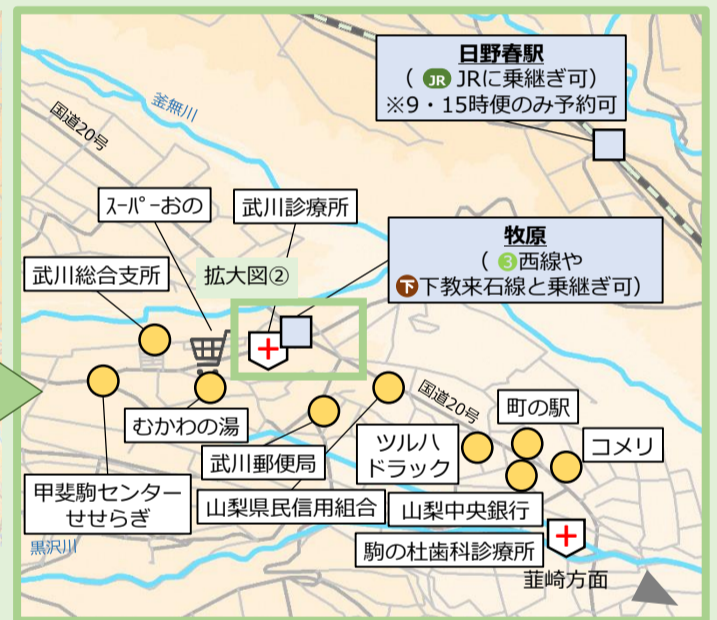 日野春駅
( JR JRに乗継ぎ可)
※9・15時便のみ予約可
国道20号
釜無川
ｽｰﾊﾟｰおの
武川診療所
牧原
( 3西線や
下下教来石線と乗継ぎ可)
武川総合支所
拡大図②
国道20号
町の駅
むかわの湯
ツルハ
ドラック
コメリ
武川郵便局
甲斐駒センター
せせらぎ
山梨県民信用組合
山梨中央銀行
黒沢川
駒の杜歯科診療所
韮崎方面